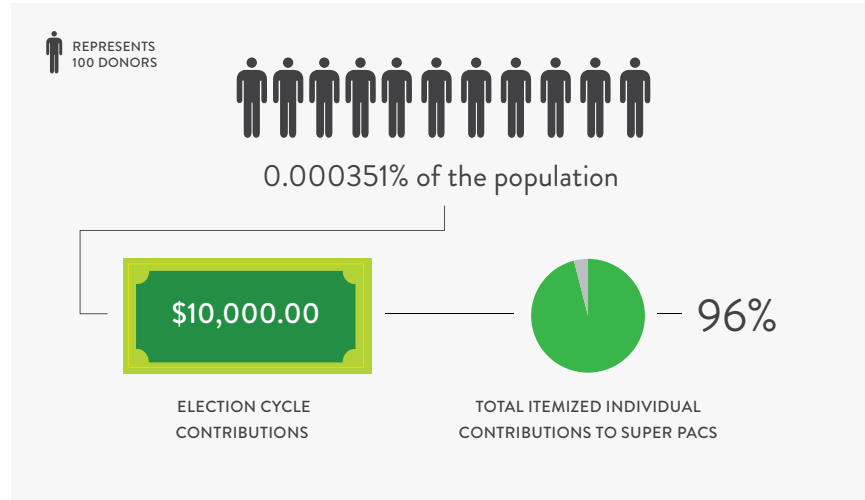 REPRESENTS
100 DONORS
0.000351% of the population
$10,000.00
96%
ELECTION CYCLE
CONTRIBUTIONS
TOTAL ITEMIZED INDIVIDUAL
CONTRIBUTIONS TO SUPER PACS